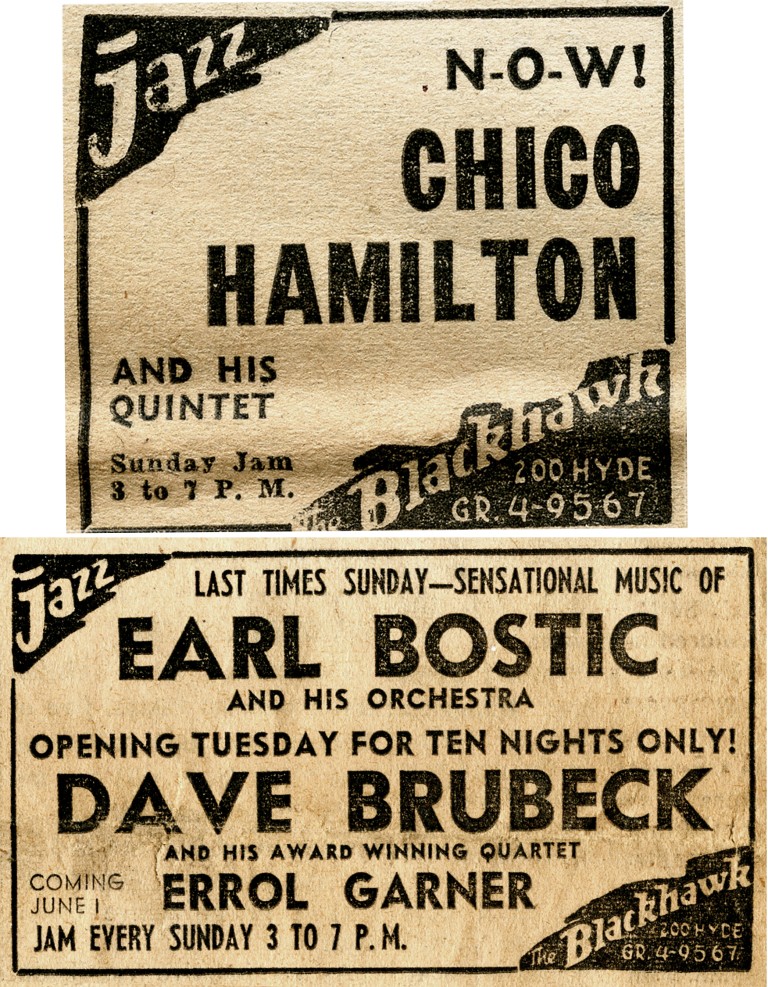 Jazz
N-O-W!
CHICO
HAMILTON
AND HIS
QUINTET
Sunday Jam
3 to 7 P. M.
The Blackhawk
200 HYDE
GR. 4-9567
Jazz
LAST TIMES SUNDAY—SENSATIONAL MUSIC OF
EARL BOSTIC
AND HIS ORCHESTRA
OPENING TUESDAY FOR TEN NIGHTS ONLY!
DAVE BRUBECK
AND HIS AWARD WINNING QUARTET
COMING
JUNE 1
ERROL GARNER
JAM EVERY SUNDAY 3 TO 7 P. M.
The Blackhawk
200 HYDE
GR. 4-9567